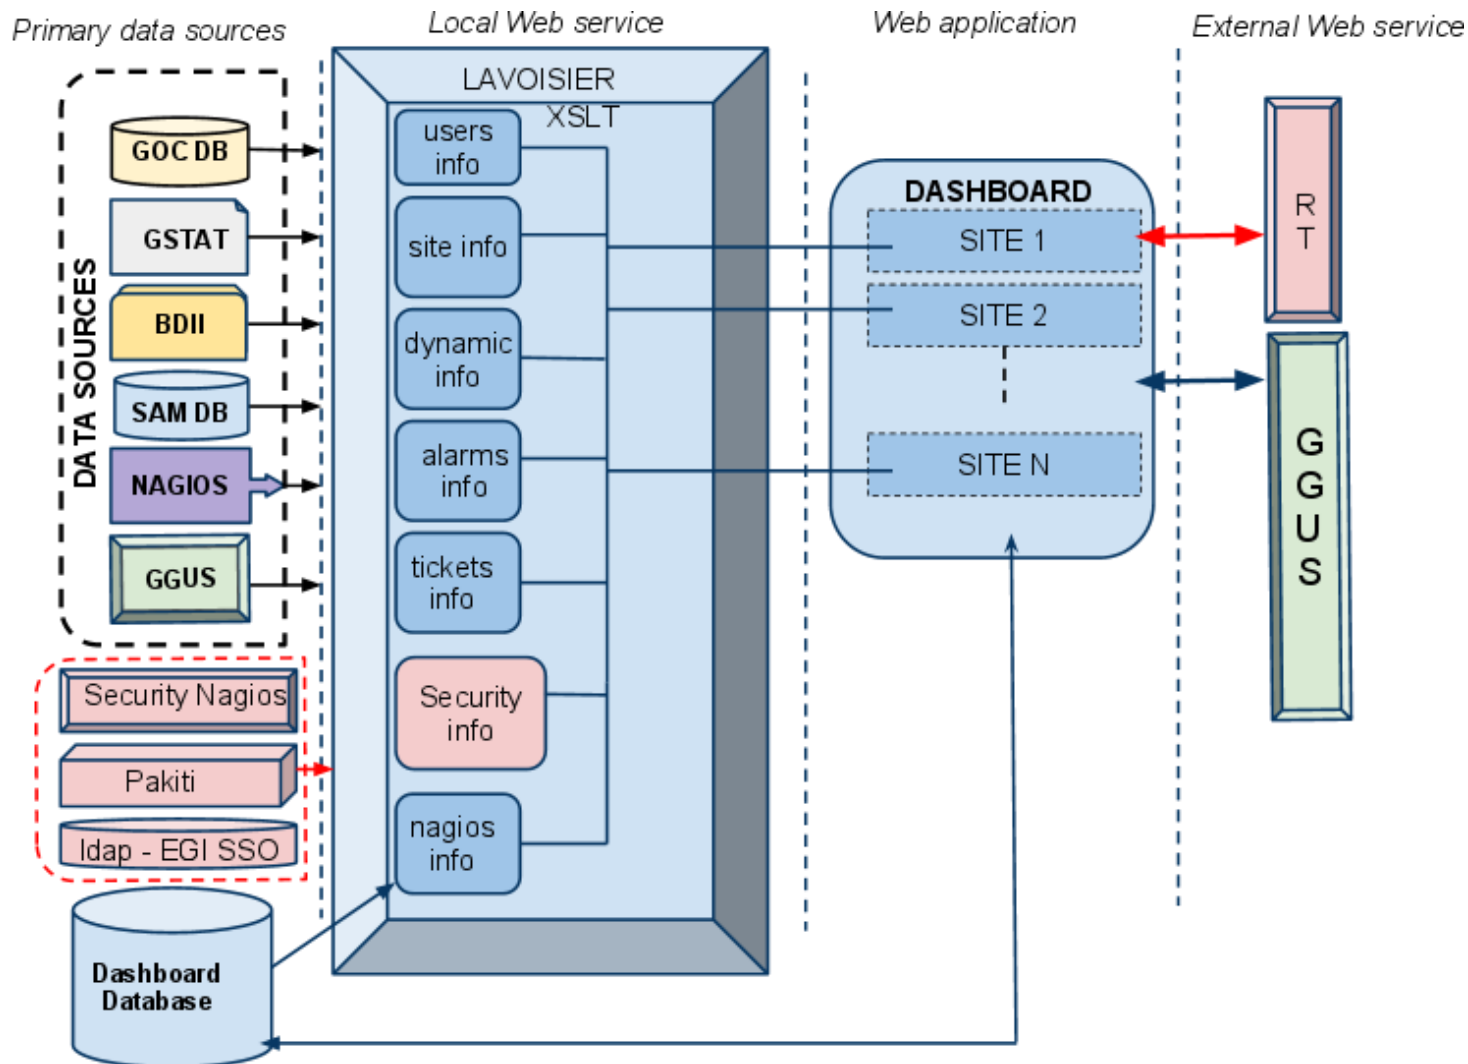 Primary data sources
Local Web service
Web application
External Web service
DATA SOURCES
GOC DB
GSTAT
BDII
SAM DB
NAGIOS
GGUS
Security Nagios
Pakiti
ldap - EGI SSO
Dashboard
Database
LAVOISIER
XSLT
users
info
site info
dynamic
info
alarms
info
tickets
info
Security
info
nagios
info
DASHBOARD
SITE 1
SITE 2
SITE N
R
T
G
G
U
S